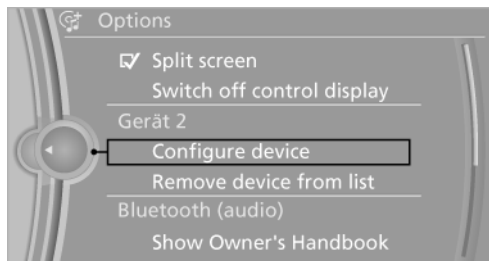 Options
Split screen
Switch off control display
Gerät 2
Configure device
Remove device from list
Bluetooth (audio)
Show Owner's Handbook